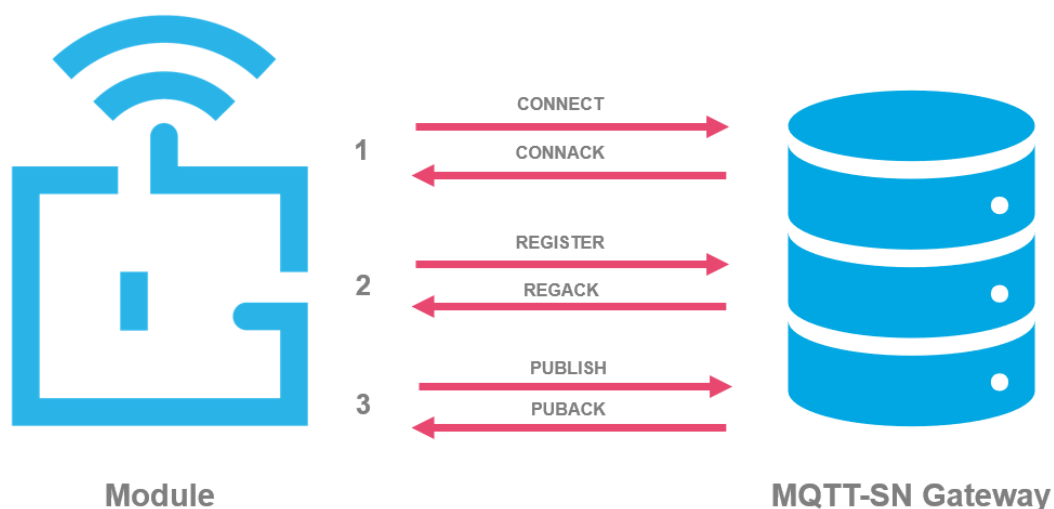 CONNECT
1
CONNACK
REGISTER
2
REGACK
PUBLISH
3
PUBACK
Module
MQTT-SN Gateway